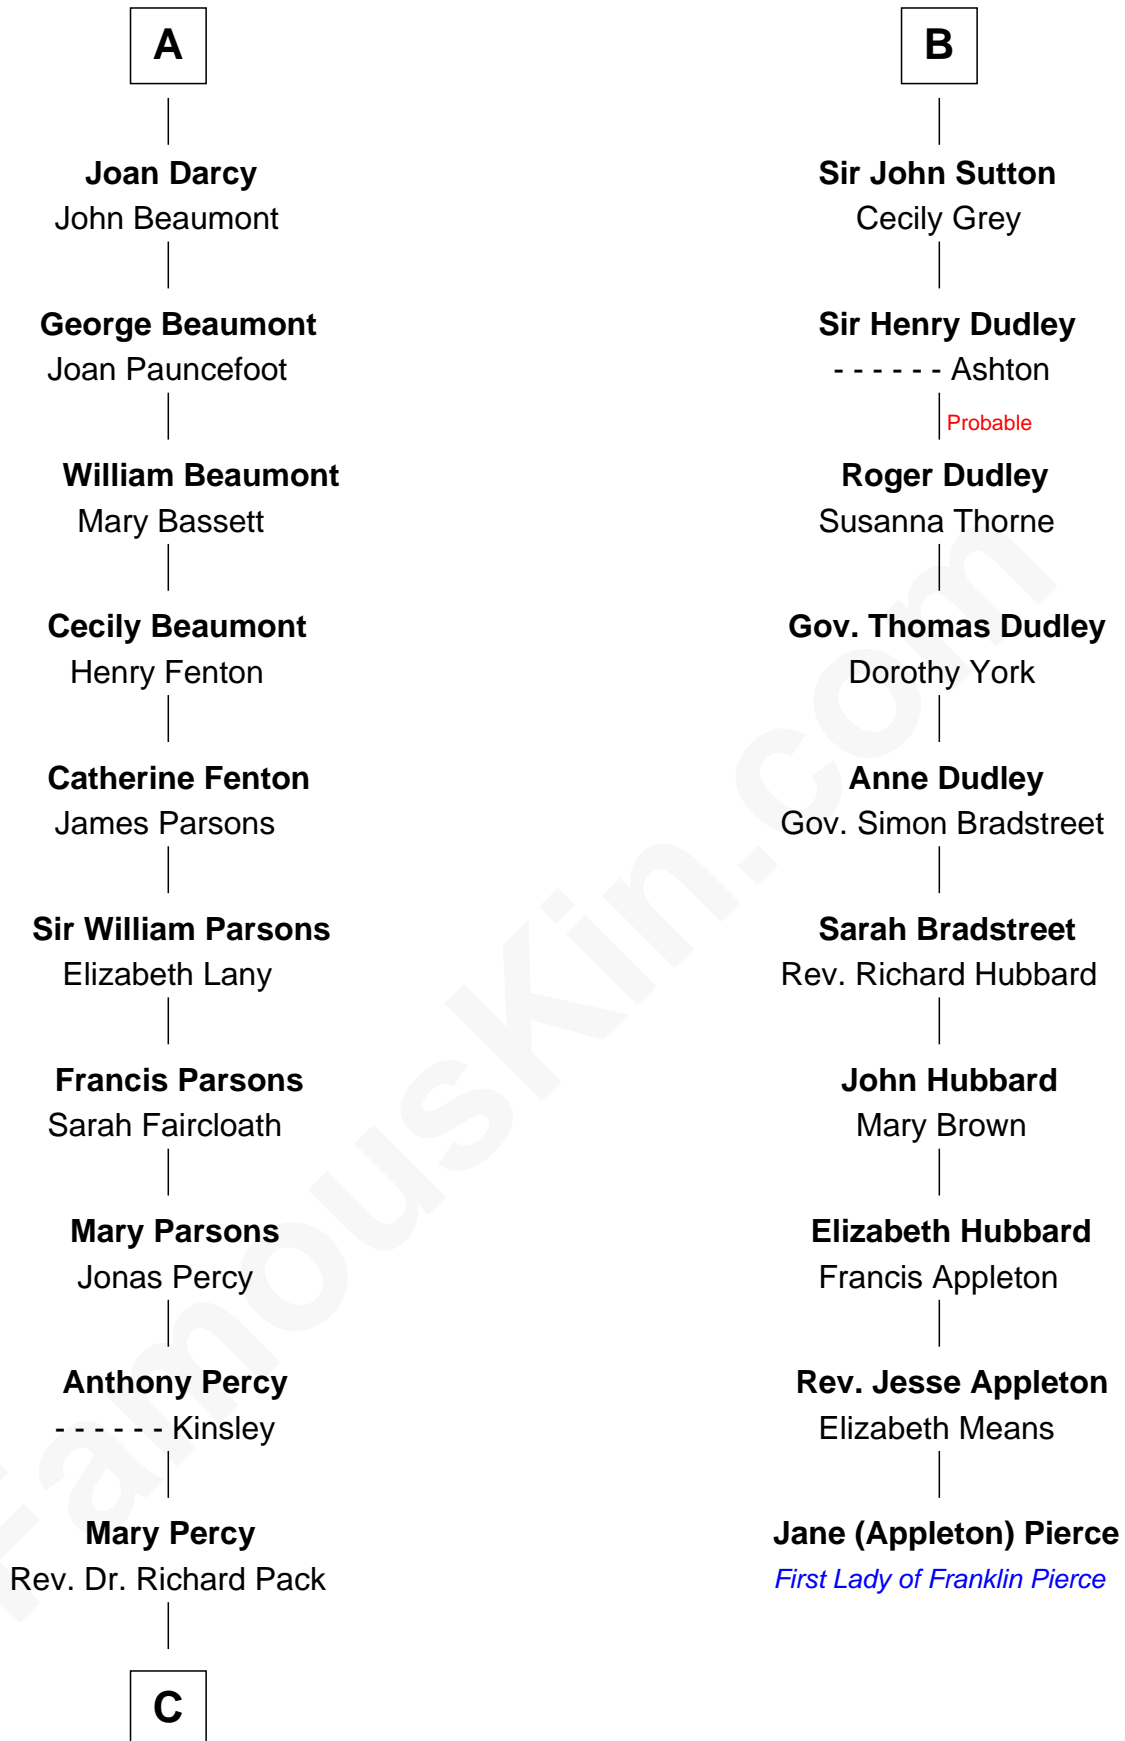 A
Joan Darcy
John Beaumont
George Beaumont
Joan Pauncefoot
William Beaumont
Mary Bassett
Cecily Beaumont
Henry Fenton
Catherine Fenton
James Parsons
Sir William Parsons
Elizabeth Lany
Francis Parsons
Sarah Faircloath
Mary Parsons
Jonas Percy
Anthony Percy
- - - - - - Kinsley
Mary Percy
Rev. Dr. Richard Pack
C
B
Sir John Sutton
Cecily Grey
Sir Henry Dudley
- - - - - - Ashton
Probable
Roger Dudley
Susanna Thorne
Gov. Thomas Dudley
Dorothy York
Anne Dudley
Gov. Simon Bradstreet
Sarah Bradstreet
Rev. Richard Hubbard
John Hubbard
Mary Brown
Elizabeth Hubbard
Francis Appleton
Rev. Jesse Appleton
Elizabeth Means
Jane (Appleton) Pierce
First Lady of Franklin Pierce
FamousKin.com